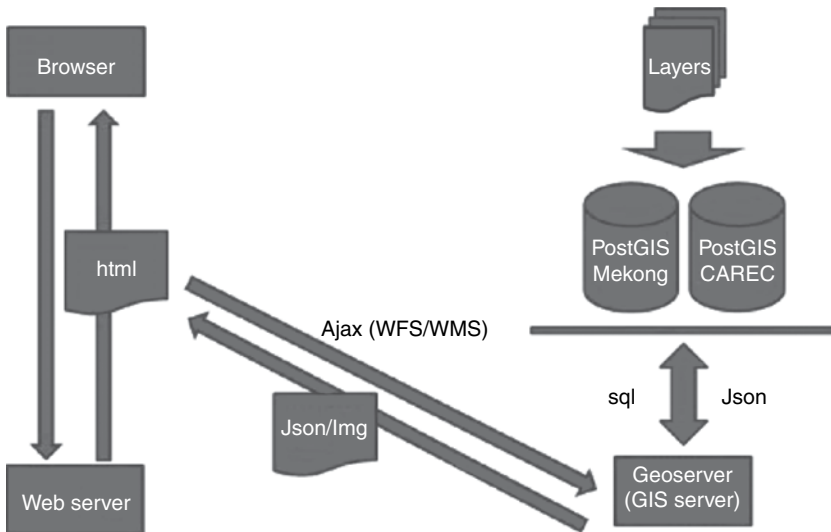 Browser
Layers
PostGIS
Mekong
PostGIS
CAREC
html
Ajax (WFS/WMS)
sql
Json
Json/Img
Web server
Geoserver
(GIS server)